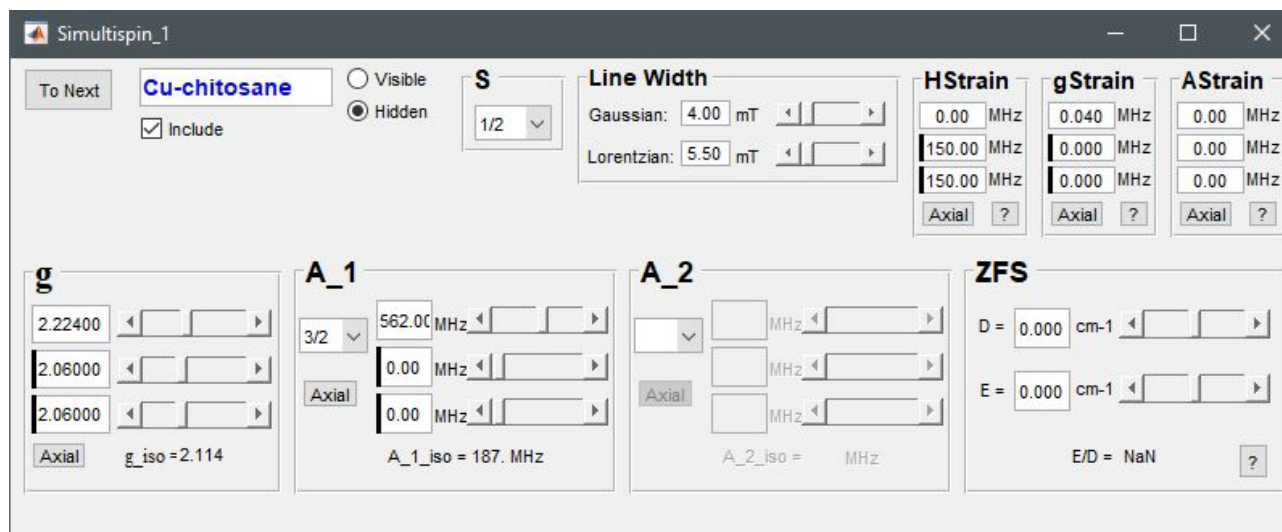 Simultispin_1
To Next
Cu-chitosane
Include
Visible
Hidden
S
1/2
Line Width
Gaussian: 4.00 mT
Lorentzian: 5.50 mT
HStrain
0.00 MHz
150.00 MHz
150.00 MHz
Axial ?
gStrain
0.040 MHz
0.000 MHz
0.000 MHz
Axial ?
AStrain
0.00 MHz
0.00 MHz
0.00 MHz
Axial ?
g
2.22400
2.06000
2.06000
Axial g_iso =2.114
A_1
3/2
562.00 MHz
0.00 MHz
0.00 MHz
Axial
A_1_iso = 187. MHz
A_2
MHz
MHz
MHz
Axial
A_2_iso = MHz
ZFS
D = 0.000 cm-1
E = 0.000 cm-1
E/D = NaN
?